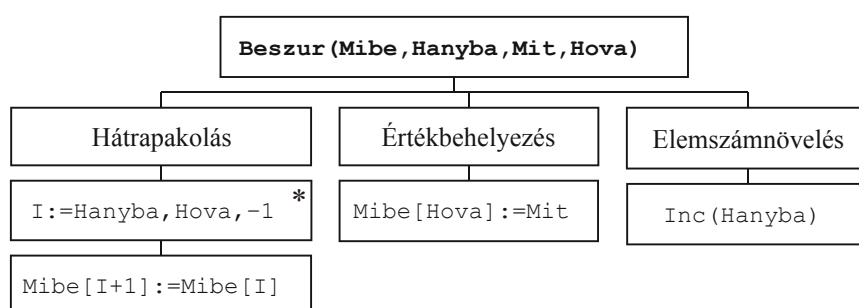 Beszur(Mibe,Hanyba,Mit,Hova)
Hátrapakolás
Értékbehelyezés
Elemszámnövelés
I:=Hanyba,Hova,−1 *
Mibe[Hova]:=Mit
Inc(Hanyba)
Mibe[I+1]:=Mibe[I]